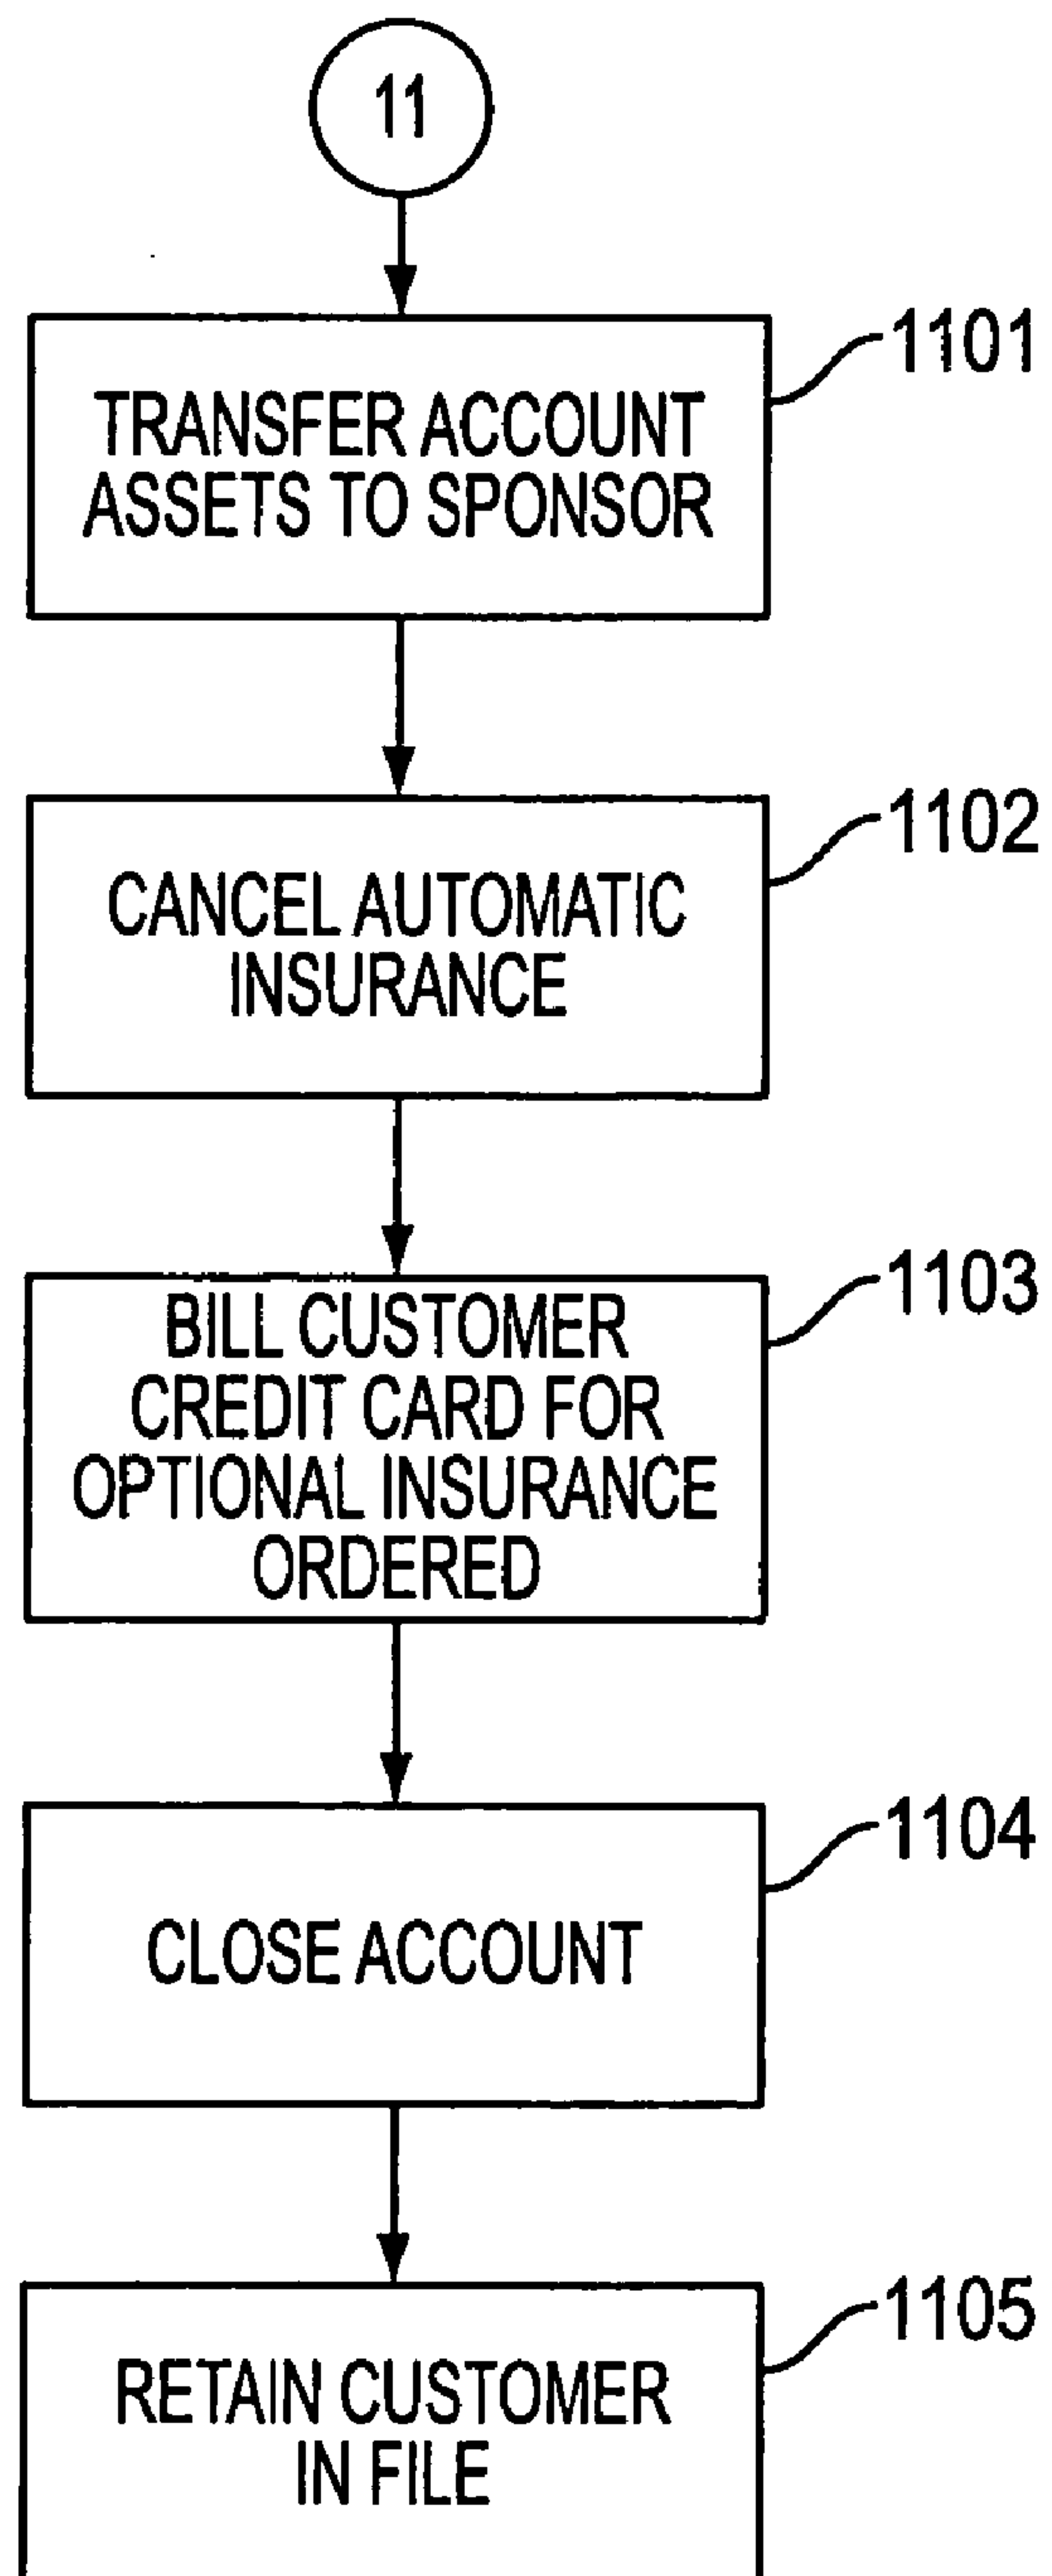 11
1101
TRANSFER ACCOUNT
ASSETS TO SPONSOR
1102
CANCEL AUTOMATIC
INSURANCE
1103
BILL CUSTOMER
CREDIT CARD FOR
OPTIONAL INSURANCE
ORDERED
1104
CLOSE ACCOUNT
1105
RETAIN CUSTOMER
IN FILE